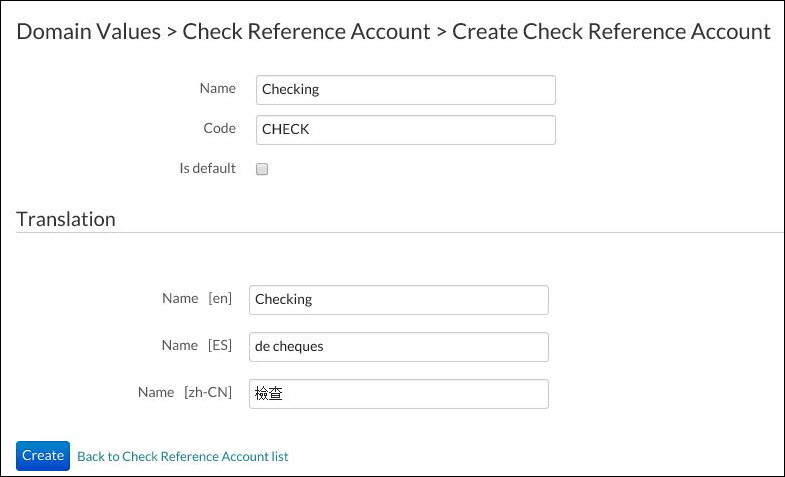 Domain Values > Check Reference Account > Create Check Reference Account
Name Checking
Code CHECK
Is default
Translation
Name [en] Checking
Name [ES] de cheques
Name [zh-CN] 檢查
Create Back to Check Reference Account list